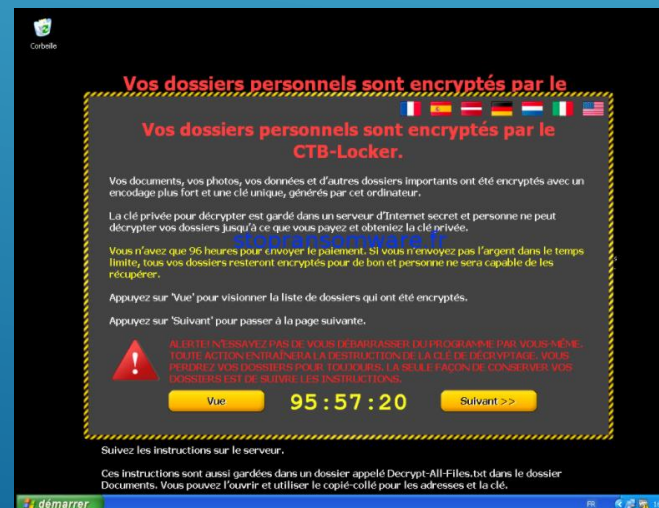 Corbeille
Vos dossiers personnels sont encryptés par le
Vos dossiers personnels sont encryptés par le
CTB-Locker.
Vos documents, vos photos, vos données et d'autres dossiers importants ont été encryptés avec un
encodage plus fort et une clé unique, générés par cet ordinateur.
La clé privée pour décrypter est gardé dans un serveur d'Internet secret et personne ne peut
décrypter vos dossiers jusqu'à ce que vous payez et obteniez la clé privée.
stopransomware.fr
Vous n'avez que 96 heures pour envoyer le paiement. Si vous n'envoyez pas l'argent dans le temps
limite, tous vos dossiers resteront encryptés pour de bon et personne ne sera capable de les
récupérer.
Appuyez sur 'Vue' pour visionner la liste de dossiers qui ont été encryptés.
Appuyez sur 'Suivant' pour passer à la page suivante.
ALERTE! N'ESSAYEZ PAS DE VOUS DÉBARRASSER DU PROGRAMME PAR VOUS-MÊME.
TOUTE ACTION ENTRAÎNERA LA DESTRUCTION DE LA CLÉ DE DÉCRYPTAGE. VOUS
PERDREZ VOS DOSSIERS POUR TOUJOURS. LA SEULE FAÇON DE CONSERVER VOS
DOSSIERS EST DE SUIVRE LES INSTRUCTIONS.
Vue
95:57:20
Suivant >>
Suivez les instructions sur le serveur.
Ces instructions sont aussi gardées dans un dossier appelé Decrypt-All-Files.txt dans le dossier
Documents. Vous pouvez l'ouvrir et utiliser le copié-collé pour les adresses et la clé.
démarrer
FR